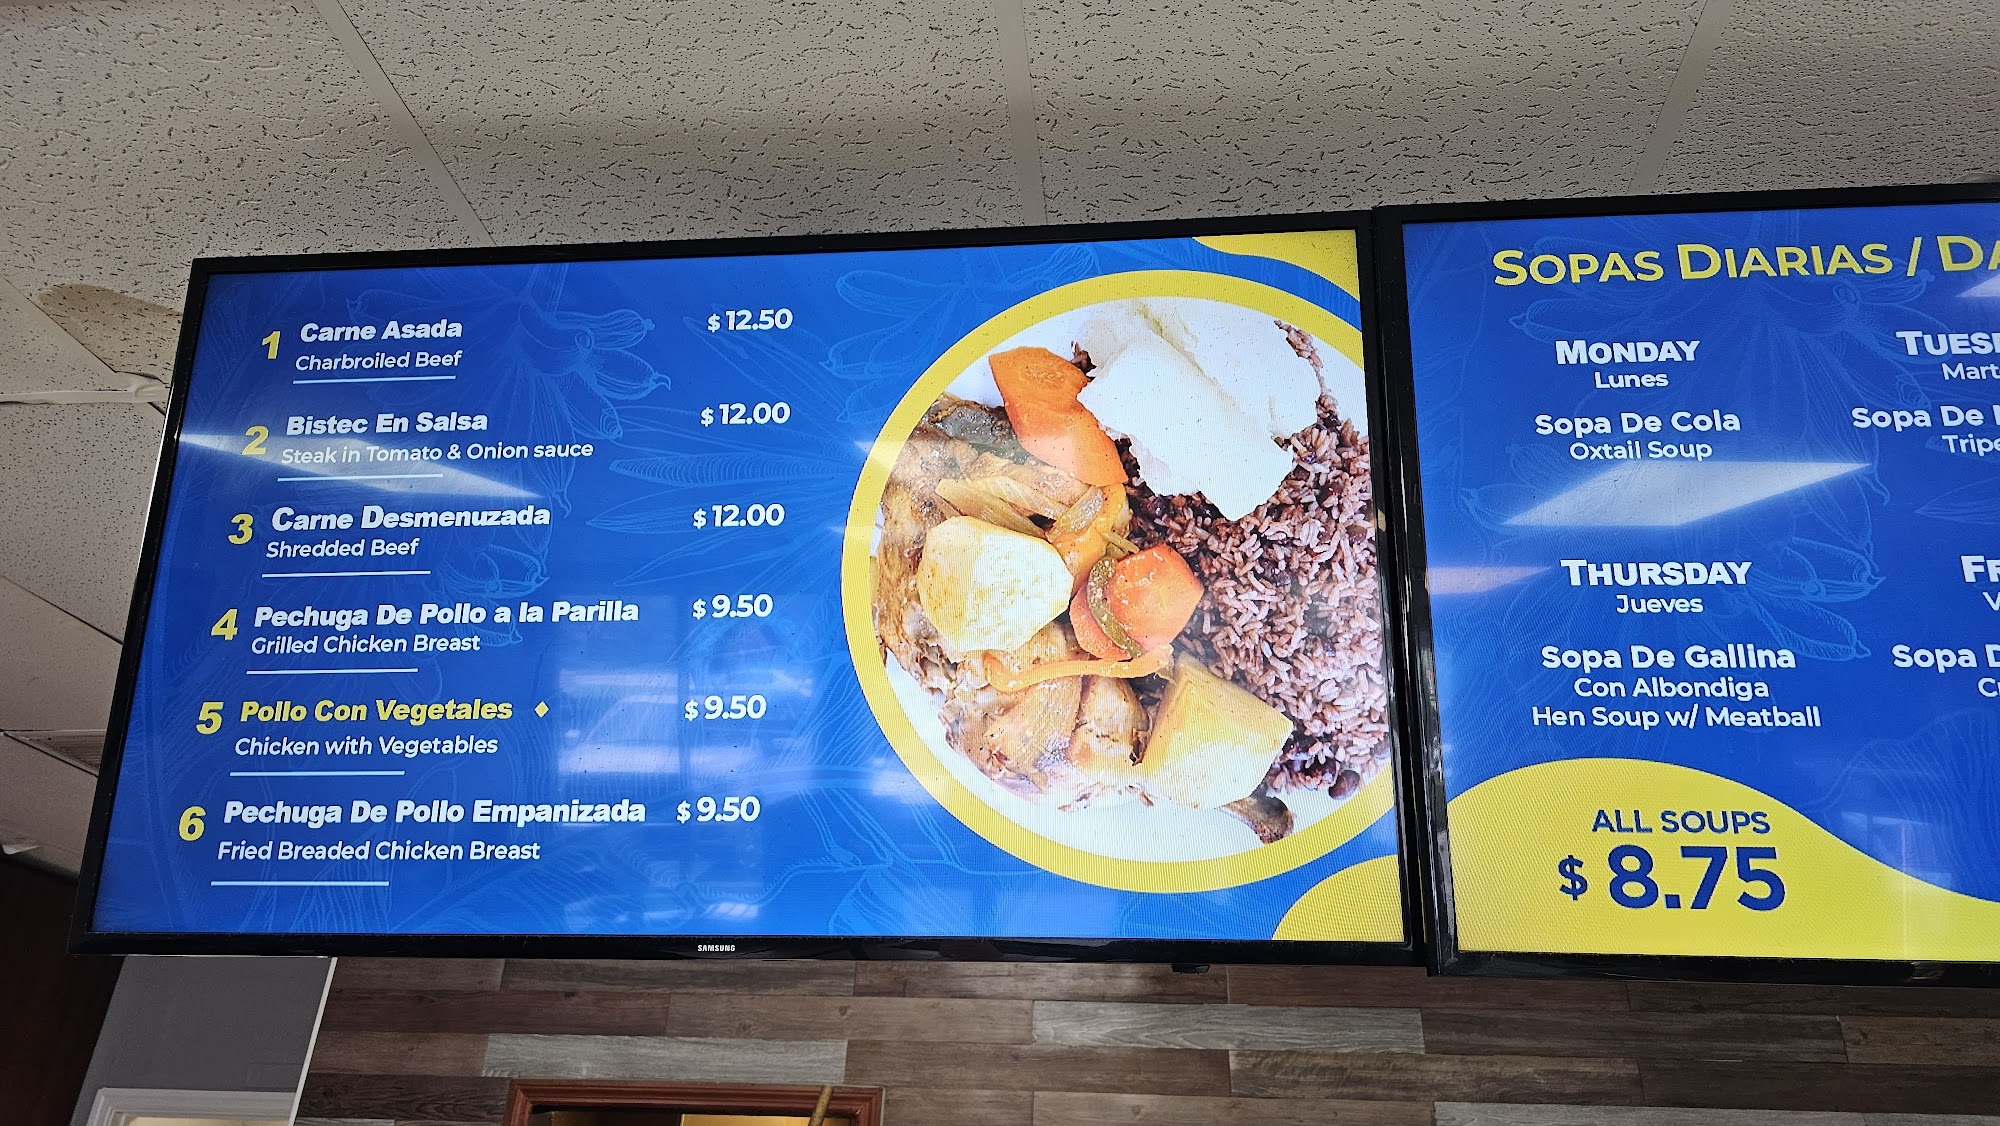 1 Carne Asada $12.50
Charbroiled Beef
2 Bistec En Salsa $12.00
Steak in Tomato & Onion sauce
3 Carne Desmenuzada $12.00
Shredded Beef
4 Pechuga De Pollo a la Parilla $9.50
Grilled Chicken Breast
5 Pollo Con Vegetales $9.50
Chicken with Vegetables
6 Pechuga De Pollo Empanizada $9.50
Fried Breaded Chicken Breast
SAMSUNG
SOPAS DIARIAS /
MONDAY
Lunes
Sopa De Cola
Oxtail Soup
Sopa De
THURSDAY
Jueves
Sopa De Gallina
Con Albondiga
Hen Soup w/ Meatball
Sopa
ALL SOUPS
$8.75